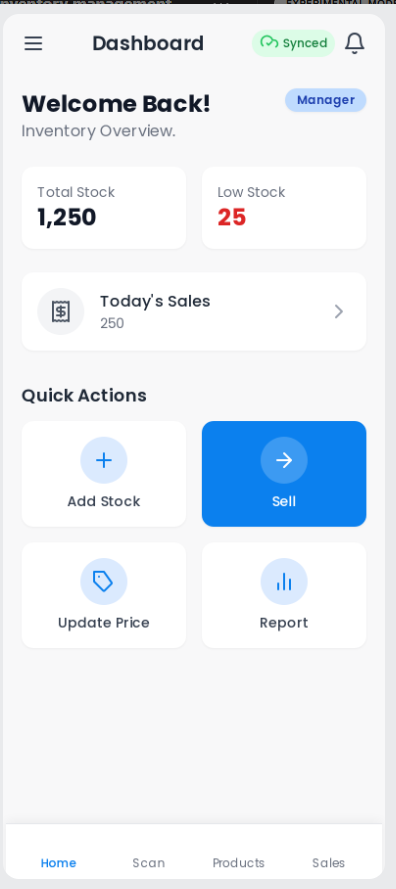 Dashboard
Synced
Welcome Back!
Manager
Inventory Overview.
Total Stock
1,250
Low Stock
25
Today's Sales
250
Quick Actions
Add Stock
Sell
Update Price
Report
Home
Scan
Products
Sales